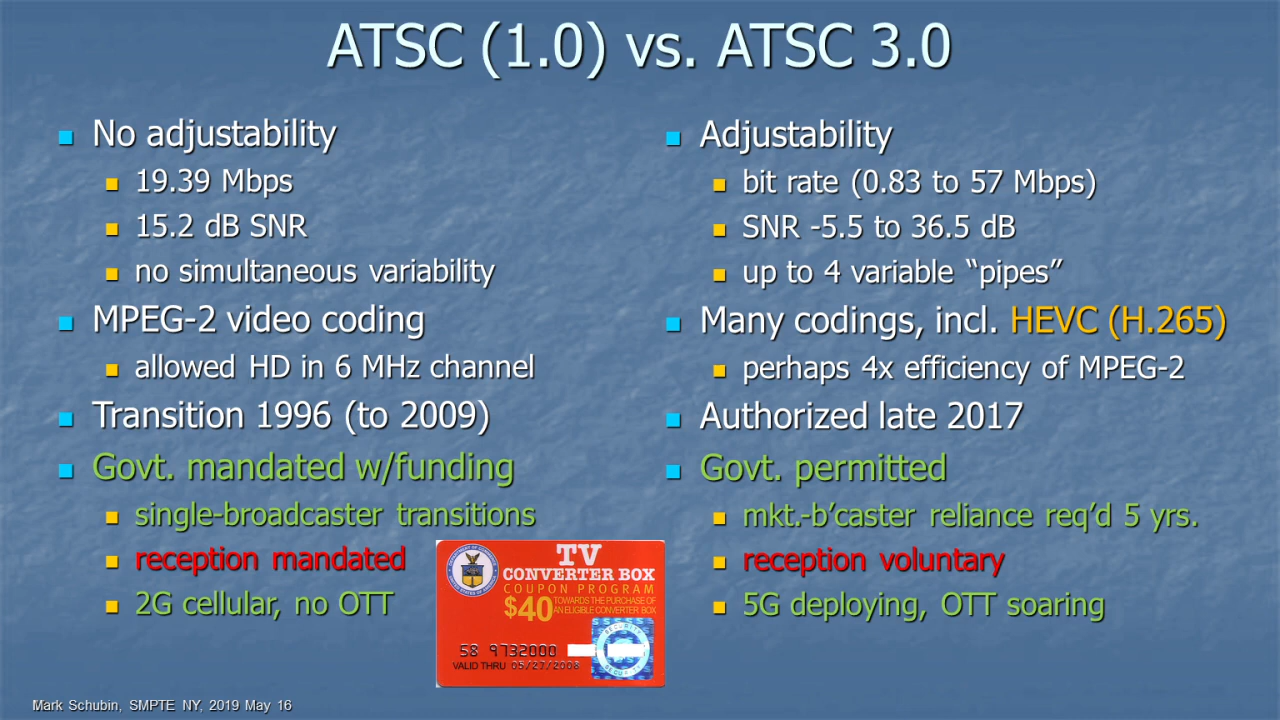 ATSC (1.0) vs. ATSC 3.0
No adjustability
19.39 Mbps
15.2 dB SNR
no simultaneous variability
MPEG-2 video coding
allowed HD in 6 MHz channel
Transition 1996 (to 2009)
Govt. mandated w/funding
single-broadcaster transitions
reception mandated
2G cellular, no OTT
TV
CONVERTER BOX
COUPON PROGRAM
$40 TOWARDS THE PURCHASE OF
AN ELIGIBLE CONVERTER BOX
58 9732000
VALID THRU 05/27/2008
Adjustability
bit rate (0.83 to 57 Mbps)
SNR -5.5 to 36.5 dB
up to 4 variable “pipes”
Many codings, incl. HEVC (H.265)
perhaps 4x efficiency of MPEG-2
Authorized late 2017
Govt. permitted
mkt.-b’caster reliance req’d 5 yrs.
reception voluntary
5G deploying, OTT soaring
Mark Schubin, SMPTE NY, 2019 May 16